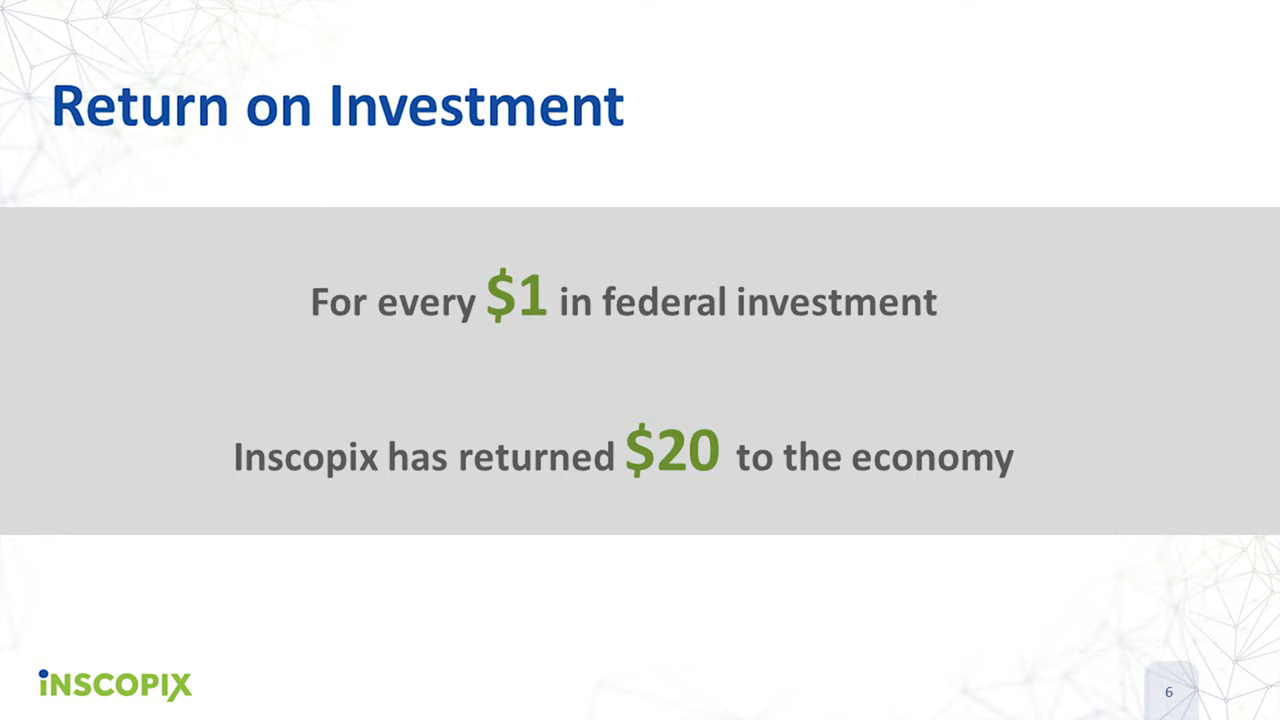 Return on Investment
For every $1 in federal investment
Inscopix has returned $20 to the economy
iNSCOPIX
6